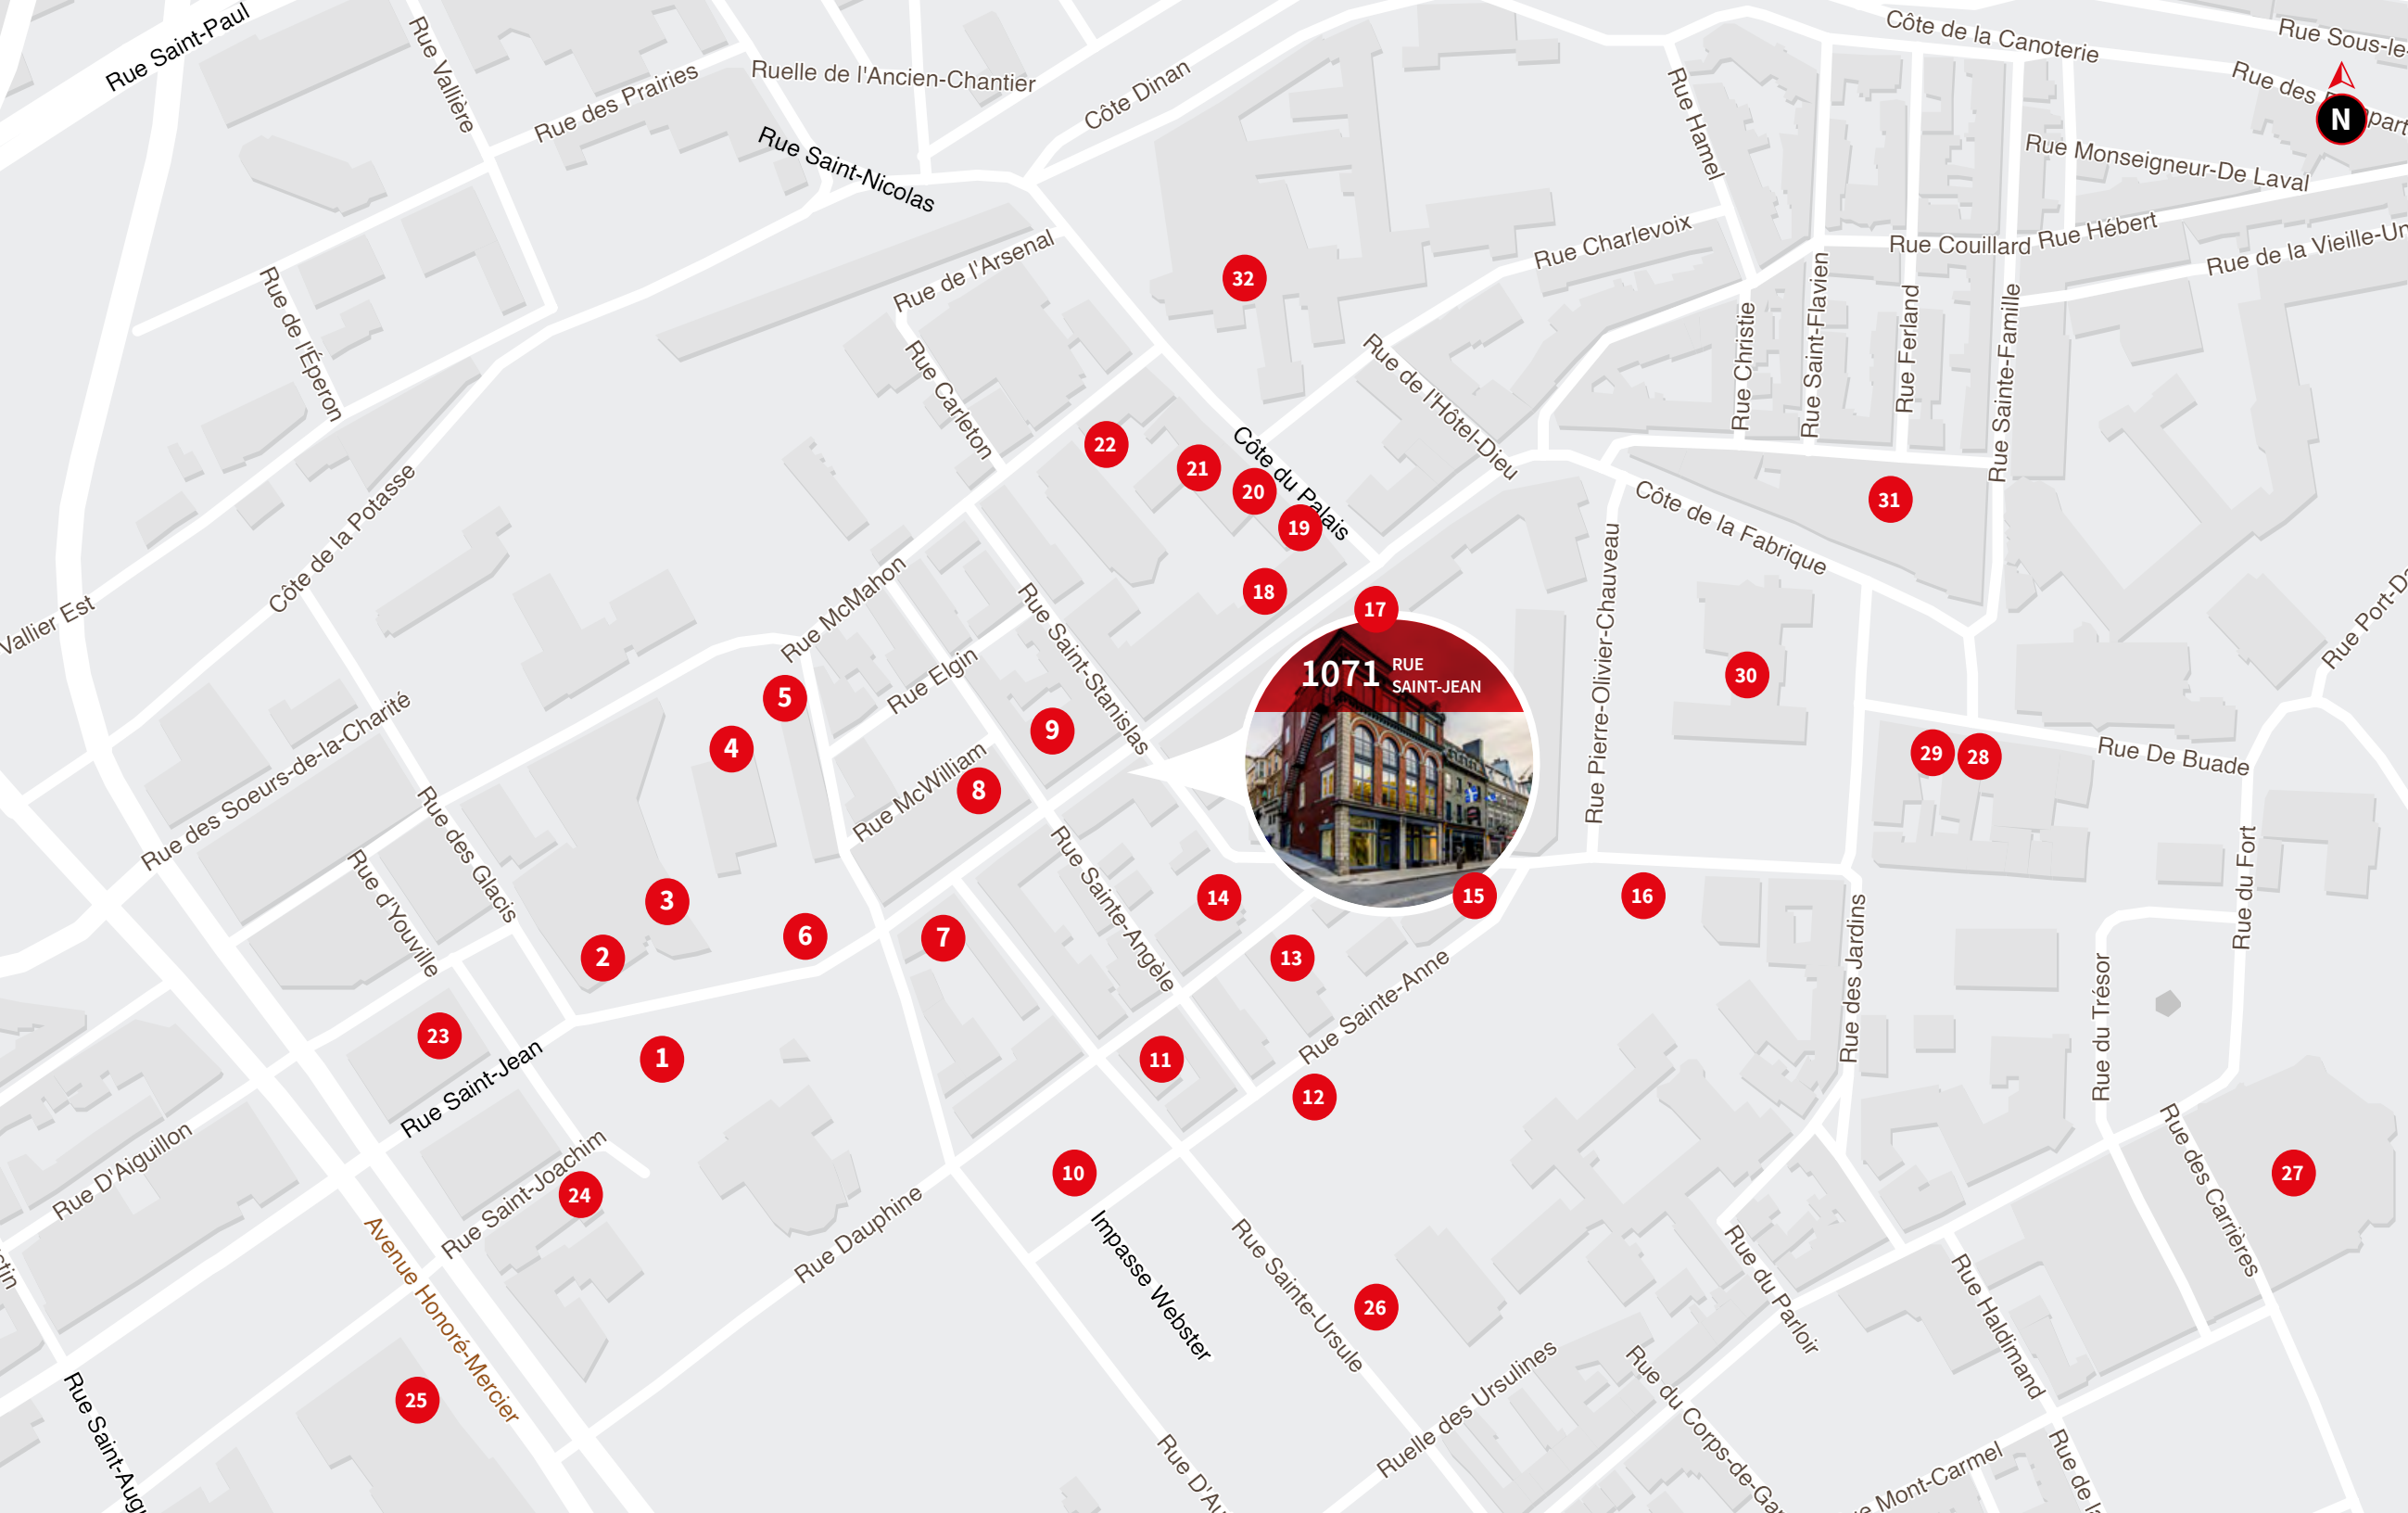 Rue Saint-Paul
Rue Vallière
Rue des Prairies
Ruelle de l'Ancien-Chantier
Côte Dinan
Rue Saint-Nicolas
Côte de la Canoterie
Rue Sous-le-
Rue des
part
N
Rue Hamel
Rue Monseigneur-De Laval
Rue Charlevoix
Rue Couillard
Rue Hébert
Rue de la Vieille-Un
Rue de l'Arsenal
32
Rue de l'Éperon
Rue Carleton
Rue de l'Hôtel-Dieu
Rue Christie
Rue Saint-Flavien
Rue Ferland
Rue Sainte-Famille
22
21
20
19
Côte du Palais
31
Côte de la Potasse
Côte de la Fabrique
Vallier Est
Rue McMahon
18
17
Rue Saint-Stanislas
Rue Elgin
Rue Pierre-Olivier-Chauveau
30
Rue Port-D
1071
RUE
SAINT-JEAN
5
4
9
8
Rue McWilliam
29
28
Rue De Buade
Rue des Soeurs-de-la-Charité
Rue des Glacis
Rue d'Youville
3
2
6
7
14
15
16
13
Rue Sainte-Angèle
Rue Sainte-Anne
Rue des Jardins
Rue du Fort
Rue du Trésor
23
1
11
12
Rue Saint-Jean
Rue D'Aiguillon
Rue Saint-Joachim
24
10
27
Rue Dauphine
Impasse Webster
Rue Sainte-Ursule
26
Rue du Parloir
Rue des Carrières
Rue Haldimand
Avenue Honoré-Mercier
stin
25
Rue Saint-Aug
Ruelle des Ursulines
Rue du Corps-de-Gar
Rue D'Au
e Mont-Carmel
Rue de la